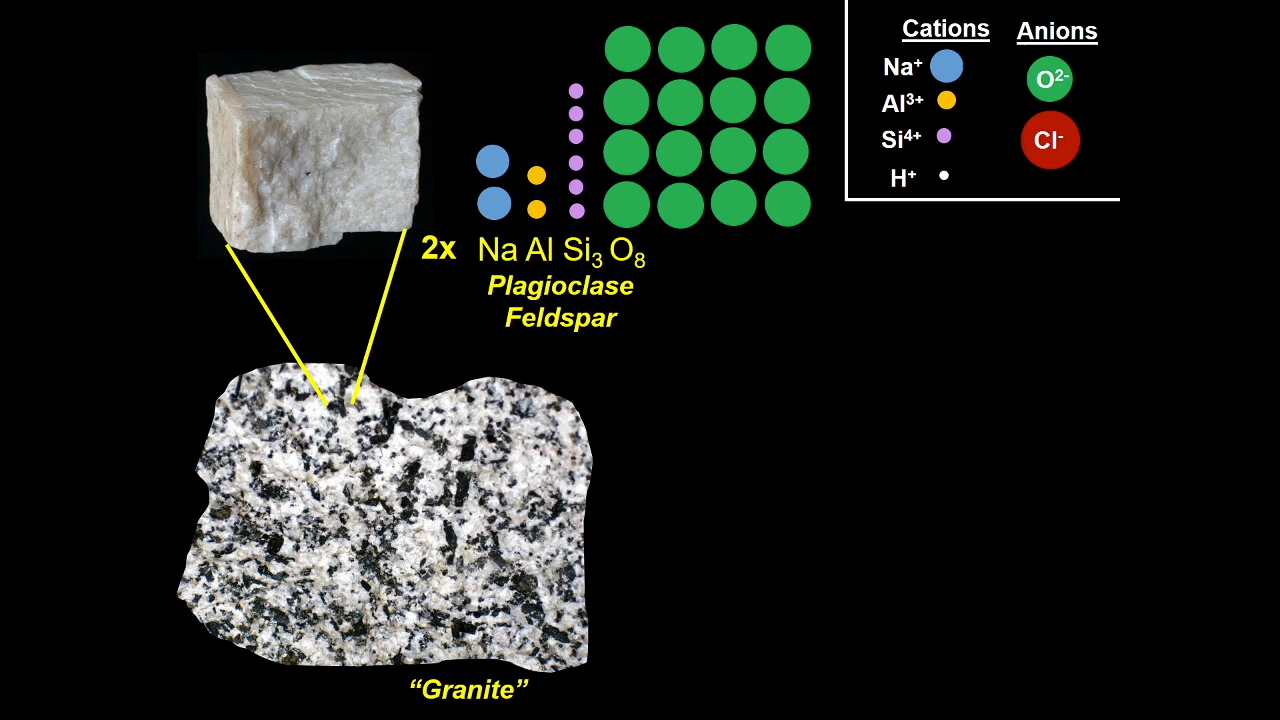 Cations
Anions
Na⁺
Al³⁺
Si⁴⁺
H⁺
O²⁻
Cl⁻
2x Na Al Si₃ O₈
Plagioclase
Feldspar
“Granite”